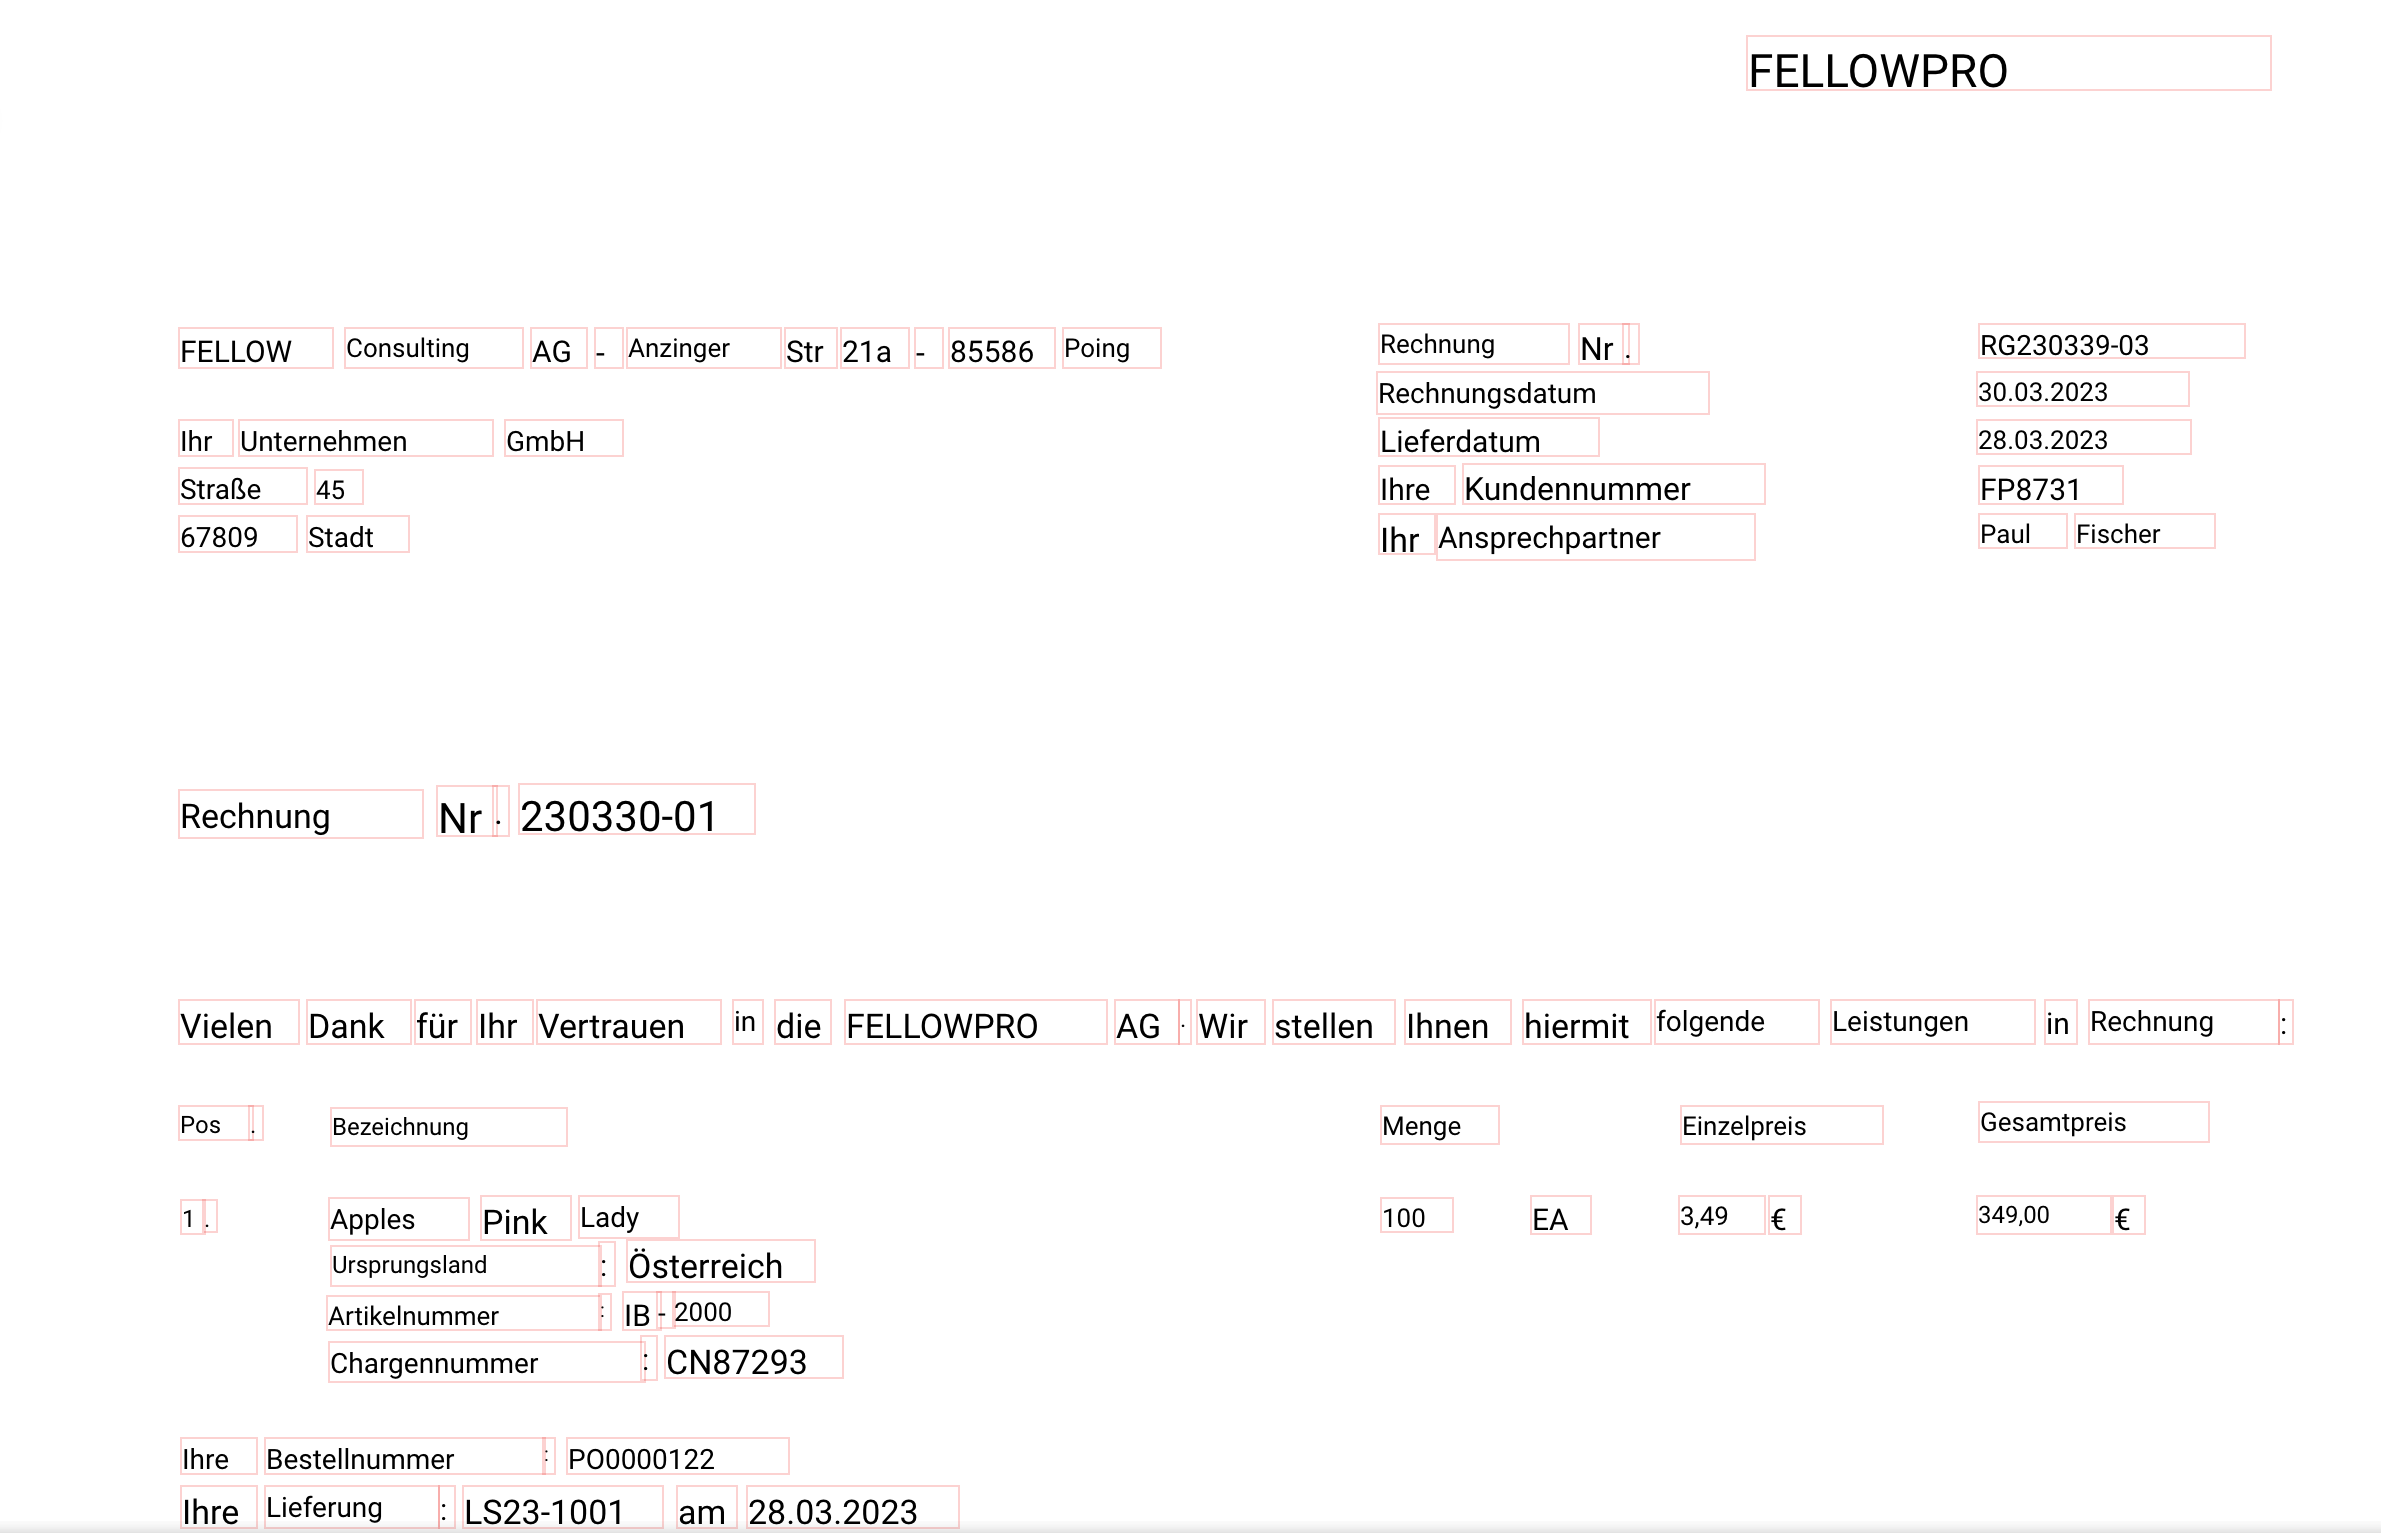 FELLOWPRO
FELLOW Consulting AG - Anzinger Str 21a - 85586 Poing
Ihr Unternehmen GmbH
Straße 45
67809 Stadt
Rechnung Nr . RG230339-03
Rechnungsdatum 30.03.2023
Lieferdatum 28.03.2023
Ihre Kundennummer FP8731
Ihr Ansprechpartner Paul Fischer
Rechnung Nr . 230330-01
Vielen Dank für Ihr Vertrauen in die FELLOWPRO AG . Wir stellen Ihnen hiermit folgende Leistungen in Rechnung :
Pos . Bezeichnung Menge Einzelpreis Gesamtpreis
1 . Apples Pink Lady 100 EA 3,49 € 349,00 €
Ursprungsland : Österreich
Artikelnummer : IB - 2000
Chargennummer : CN87293
Ihre Bestellnummer : PO0000122
Ihre Lieferung : LS23-1001 am 28.03.2023